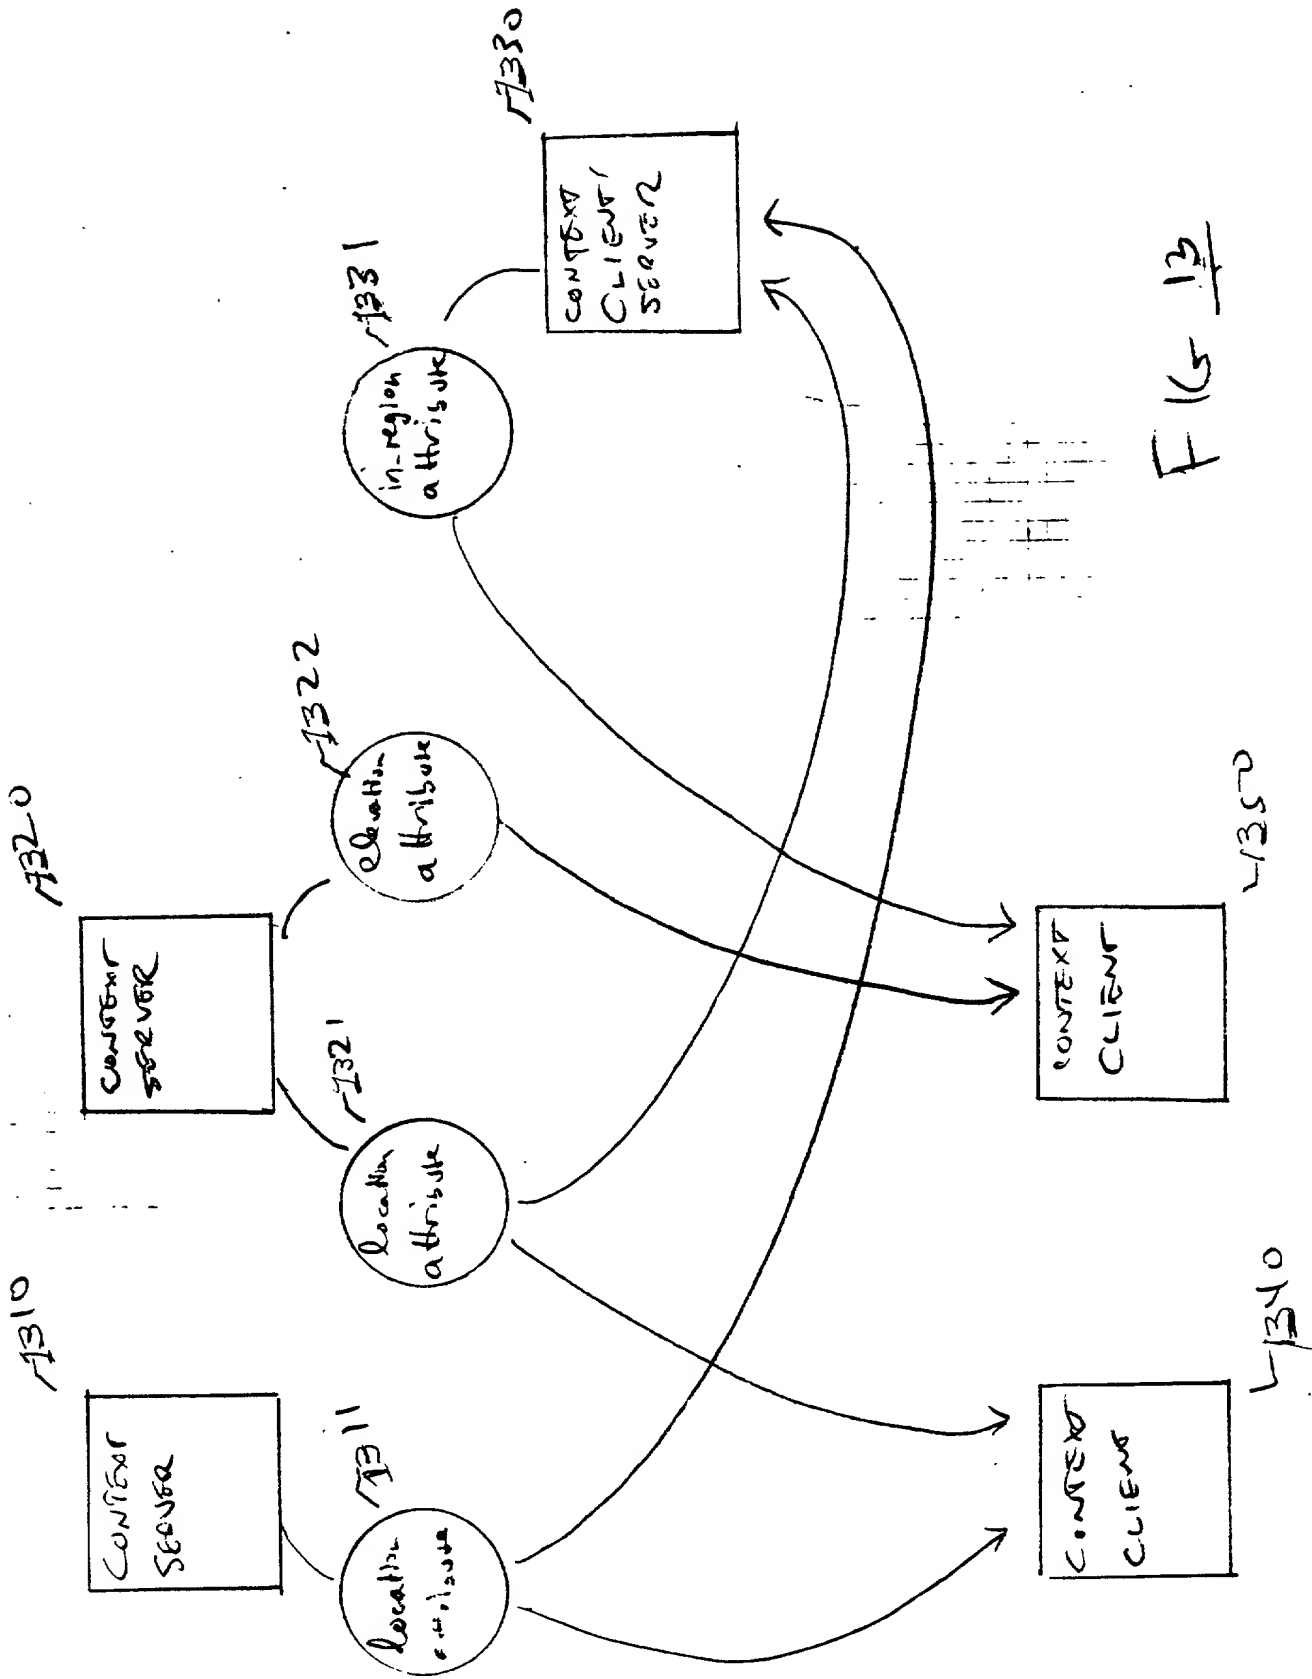 1310
CONTEXT
SERVER
1311
location
attribute
1320
CONTEXT
SERVER
1321
location
attribute
1322
elevation
attribute
1331
in-region
attribute
1330
CONTEXT
CLIENT/
SERVER
CONTEXT
CLIENT
1340
CONTEXT
CLIENT
1350
FIG 13